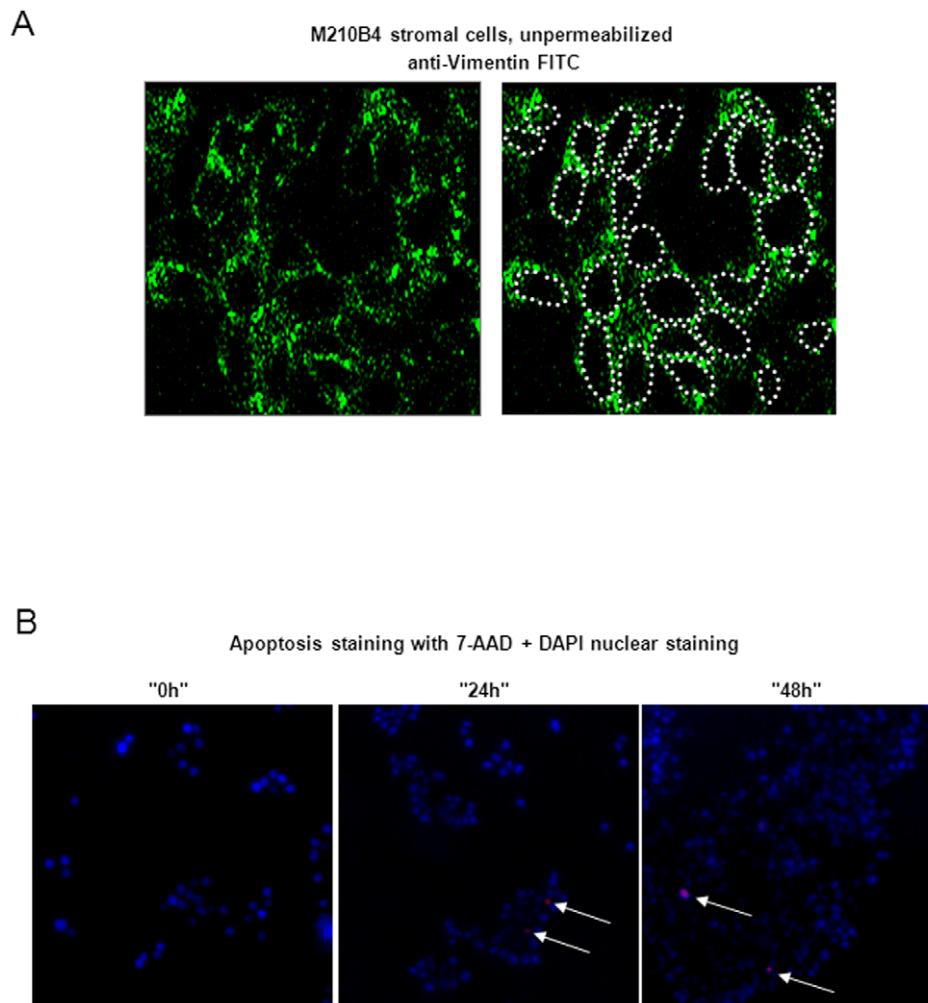 A
M210B4 stromal cells, unpermeabilized
anti-Vimentin FITC
B
Apoptosis staining with 7-AAD + DAPI nuclear staining
"0h" "24h" "48h"